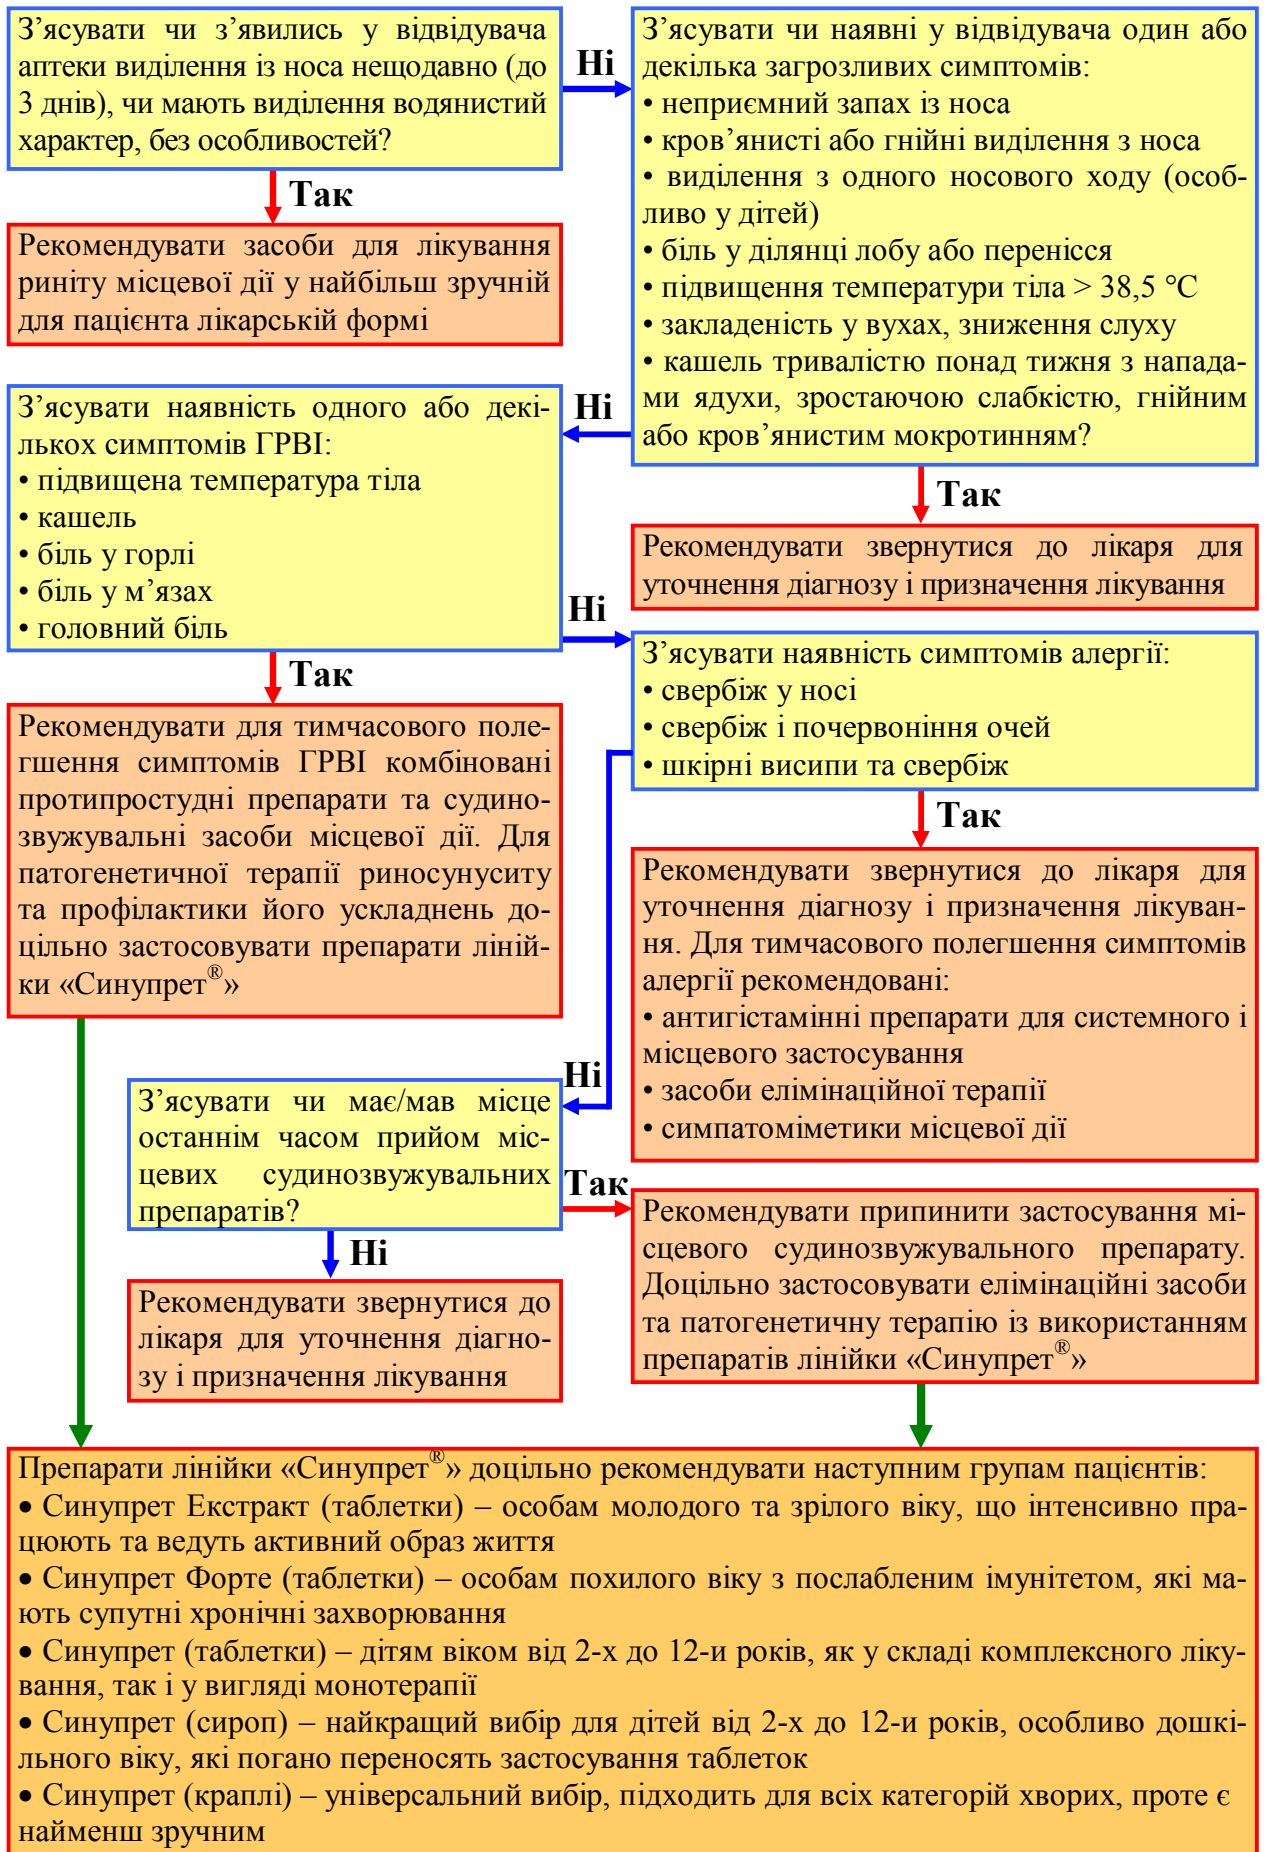 З’ясувати чи з’явились у відвідувача
аптеки виділення із носа нещодавно (до
3 днів), чи мають виділення водянистий
характер, без особливостей?
Ні
З’ясувати чи наявні у відвідувача один або
декілька загрозливих симптомів:
• неприємний запах із носа
• кров’янисті або гнійні виділення з носа
• виділення з одного носового ходу (особ-
ливо у дітей)
• біль у ділянці лобу або перенісся
• підвищення температури тіла > 38,5 °С
• закладеність у вухах, зниження слуху
• кашель тривалістю понад тижня з напада-
ми ядухи, зростаючою слабкістю, гнійним
або кров’янистим мокротинням?
Так
Рекомендувати засоби для лікування
риніту місцевої дії у найбільш зручній
для пацієнта лікарській формі
Ні
З’ясувати наявність одного або декі-
лькох симптомів ГРВІ:
• підвищена температура тіла
• кашель
• біль у горлі
• біль у м’язах
• головний біль
Так
Рекомендувати звернутися до лікаря для
уточнення діагнозу і призначення лікування
Ні
З’ясувати наявність симптомів алергії:
• свербіж у носі
• свербіж і почервоніння очей
• шкірні висипи та свербіж
Так
Рекомендувати для тимчасового поле-
гшення симптомів ГРВІ комбіновані
протипростудні препарати та судино-
звужувальні засоби місцевої дії. Для
патогенетичної терапії риносунуситу
та профілактики його ускладнень до-
цільно застосовувати препарати ліній-
ки «Синупрет®»
Так
Рекомендувати звернутися до лікаря для
уточнення діагнозу і призначення лікуван-
ня. Для тимчасового полегшення симптомів
алергії рекомендовані:
• антигістамінні препарати для системного і
місцевого застосування
• засоби елімінаційної терапії
• симпатоміметики місцевої дії
Ні
З’ясувати чи має/мав місце
останнім часом прийом міс-
цевих судинозвужувальних
препаратів?
Так
Рекомендувати припинити застосування мі-
сцевого судинозвужувального препарату.
Доцільно застосовувати елімінаційні засоби
та патогенетичну терапію із використанням
препаратів лінійки «Синупрет®»
Ні
Рекомендувати звернутися до
лікаря для уточнення діагно-
зу і призначення лікування
Препарати лінійки «Синупрет®» доцільно рекомендувати наступним групам пацієнтів:
• Синупрет Екстракт (таблетки) – особам молодого та зрілого віку, що інтенсивно пра-
цюють та ведуть активний образ життя
• Синупрет Форте (таблетки) – особам похилого віку з послабленим імунітетом, які ма-
ють супутні хронічні захворювання
• Синупрет (таблетки) – дітям віком від 2-х до 12-и років, як у складі комплексного ліку-
вання, так і у вигляді монотерапії
• Синупрет (сироп) – найкращий вибір для дітей від 2-х до 12-и років, особливо дошкі-
льного віку, які погано переносять застосування таблеток
• Синупрет (краплі) – універсальний вибір, підходить для всіх категорій хворих, проте є
найменш зручним